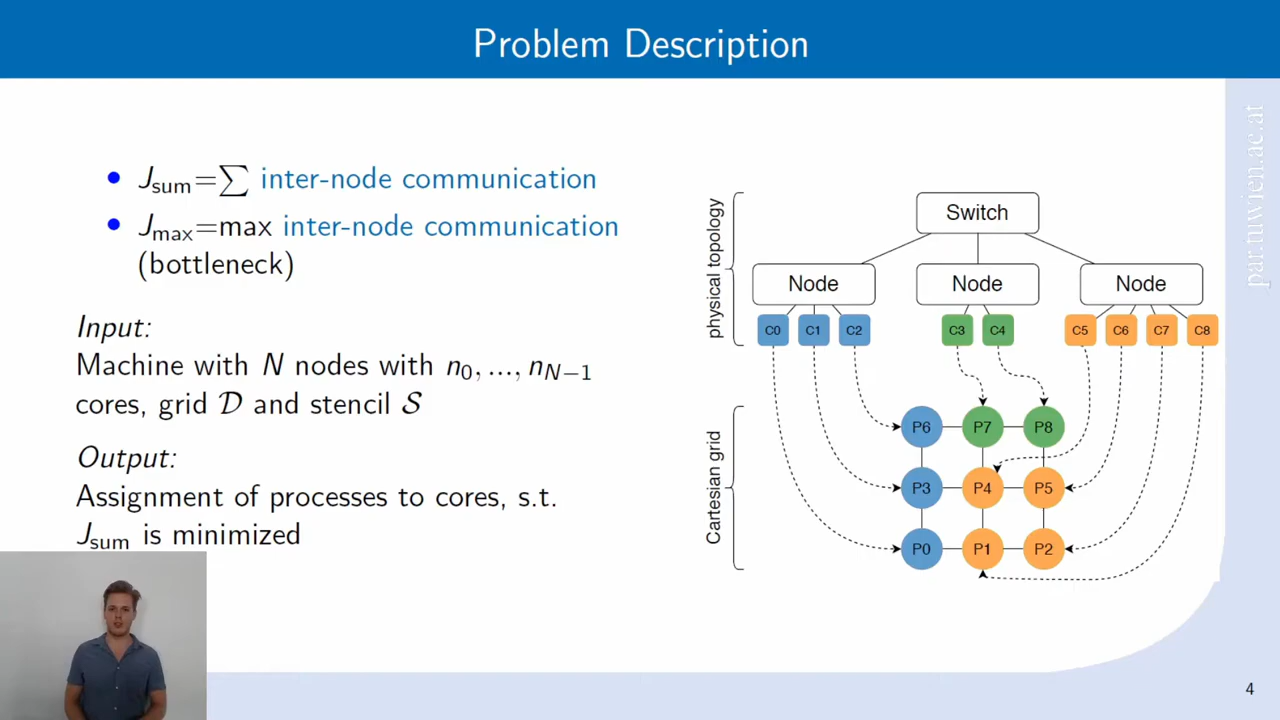 Problem Description
• J_sum=∑ inter-node communication
• J_max=max inter-node communication
(bottleneck)
Input:
Machine with N nodes with n_0, ..., n_{N−1}
cores, grid 𝒟 and stencil 𝒮
Output:
Assignment of processes to cores, s.t.
J_sum is minimized
physical topology
Switch
Node Node Node
C0 C1 C2 C3 C4 C5 C6 C7 C8
Cartesian grid
P6 P7 P8
P3 P4 P5
P0 P1 P2
par.tuwien.ac.at
4